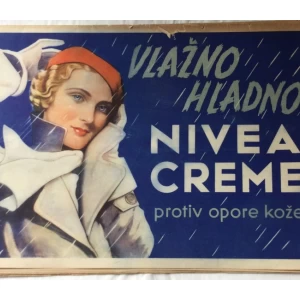 VLAŽNO
HLADNO
NIVEA
CREME
protiv opore kože